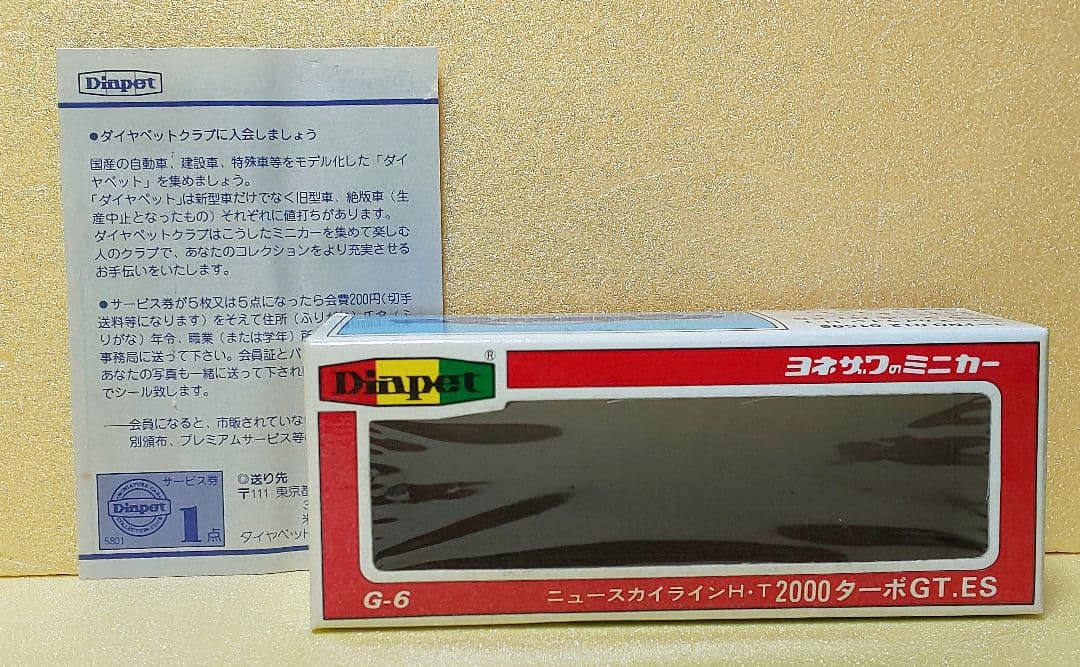 Diapet
●ダイヤペットクラブに入会しましょう
国産の自動車、建設車、特殊車等をモデル化した「ダイ
ヤペット」を集めましょう。
「ダイヤペット」は新型車だけでなく旧型車、絶版車（生
産中止となったもの）それぞれに値打ちがあります。
ダイヤペットクラブはこうしたミニカーを集めて楽しむ
人のクラブで、あなたのコレクションをより充実させる
お手伝いをいたします。
●サービス券が5枚又は5点になったら会費200円(切手
送料等になります）をそえて住所（ふりが
りがな）年令、職業（または学年）
事務局に送って下さい。会員証とバ
あなたの写真も一緒に送って下され
でシール致します。
――会員になると、市販されていな
別頒布、プレミアムサービス等
サービス券
MINIATURE CAR
Diapet
COLLECTION CLUB
1点
5801
◎送り先
〒111 東京都
ダイヤペット
Diapet®
ヨネザワのミニカー
G-6
ニュースカイラインH・T2000ターボGT.ES